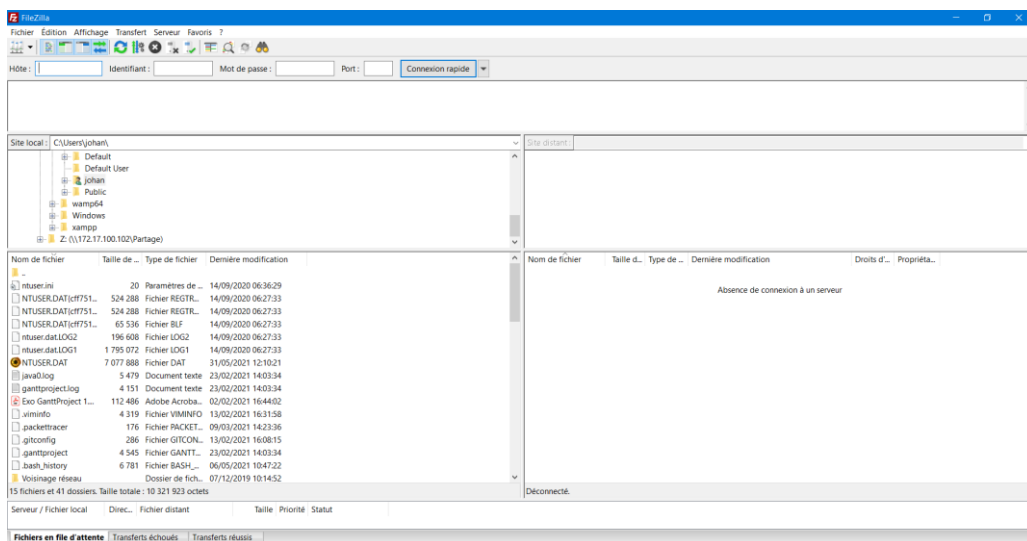 FileZilla
Fichier Édition Affichage Transfert Serveur Favoris ?
Hôte : Identifiant : Mot de passe : Port : Connexion rapide
Site local : C:\Users\johan\
Site distant :
Default
Default User
johan
Public
wamp64
Windows
xampp
Z: (\\172.17.100.102\Partage)
Nom de fichier Taille de ... Type de fichier Dernière modification
..
ntuser.ini 20 Paramètres de ... 14/09/2020 06:36:29
NTUSER.DAT{cff751... 524 288 Fichier REGTR... 14/09/2020 06:27:33
NTUSER.DAT{cff751... 524 288 Fichier REGTR... 14/09/2020 06:27:33
NTUSER.DAT{cff751... 65 536 Fichier BLF 14/09/2020 06:27:33
ntuser.dat.LOG2 196 608 Fichier LOG2 14/09/2020 06:27:33
ntuser.dat.LOG1 1 795 072 Fichier LOG1 14/09/2020 06:27:33
NTUSER.DAT 7 077 888 Fichier DAT 31/05/2021 12:10:21
java0.log 5 479 Document texte 23/02/2021 14:03:34
ganttproject.log 4 151 Document texte 23/02/2021 14:03:34
Exo GanttProject 1... 112 486 Adobe Acroba... 02/02/2021 16:44:02
.viminfo 4 319 Fichier VIMINFO 13/02/2021 16:31:58
.packettracer 176 Fichier PACKET... 09/03/2021 14:23:36
.gitconfig 286 Fichier GITCON... 13/02/2021 16:08:15
.ganttproject 4 545 Fichier GANTT... 23/02/2021 14:03:34
.bash_history 6 781 Fichier BASH_... 06/05/2021 10:47:22
Voisinage réseau Dossier de fich... 07/12/2019 10:14:52
15 fichiers et 41 dossiers. Taille totale : 10 321 923 octets
Nom de fichier Taille d... Type de ... Dernière modification Droits d'... Propriéta...
Absence de connexion à un serveur
Déconnecté.
Serveur / Fichier local Direc... Fichier distant Taille Priorité Statut
Fichiers en file d'attente Transferts échoués Transferts réussis